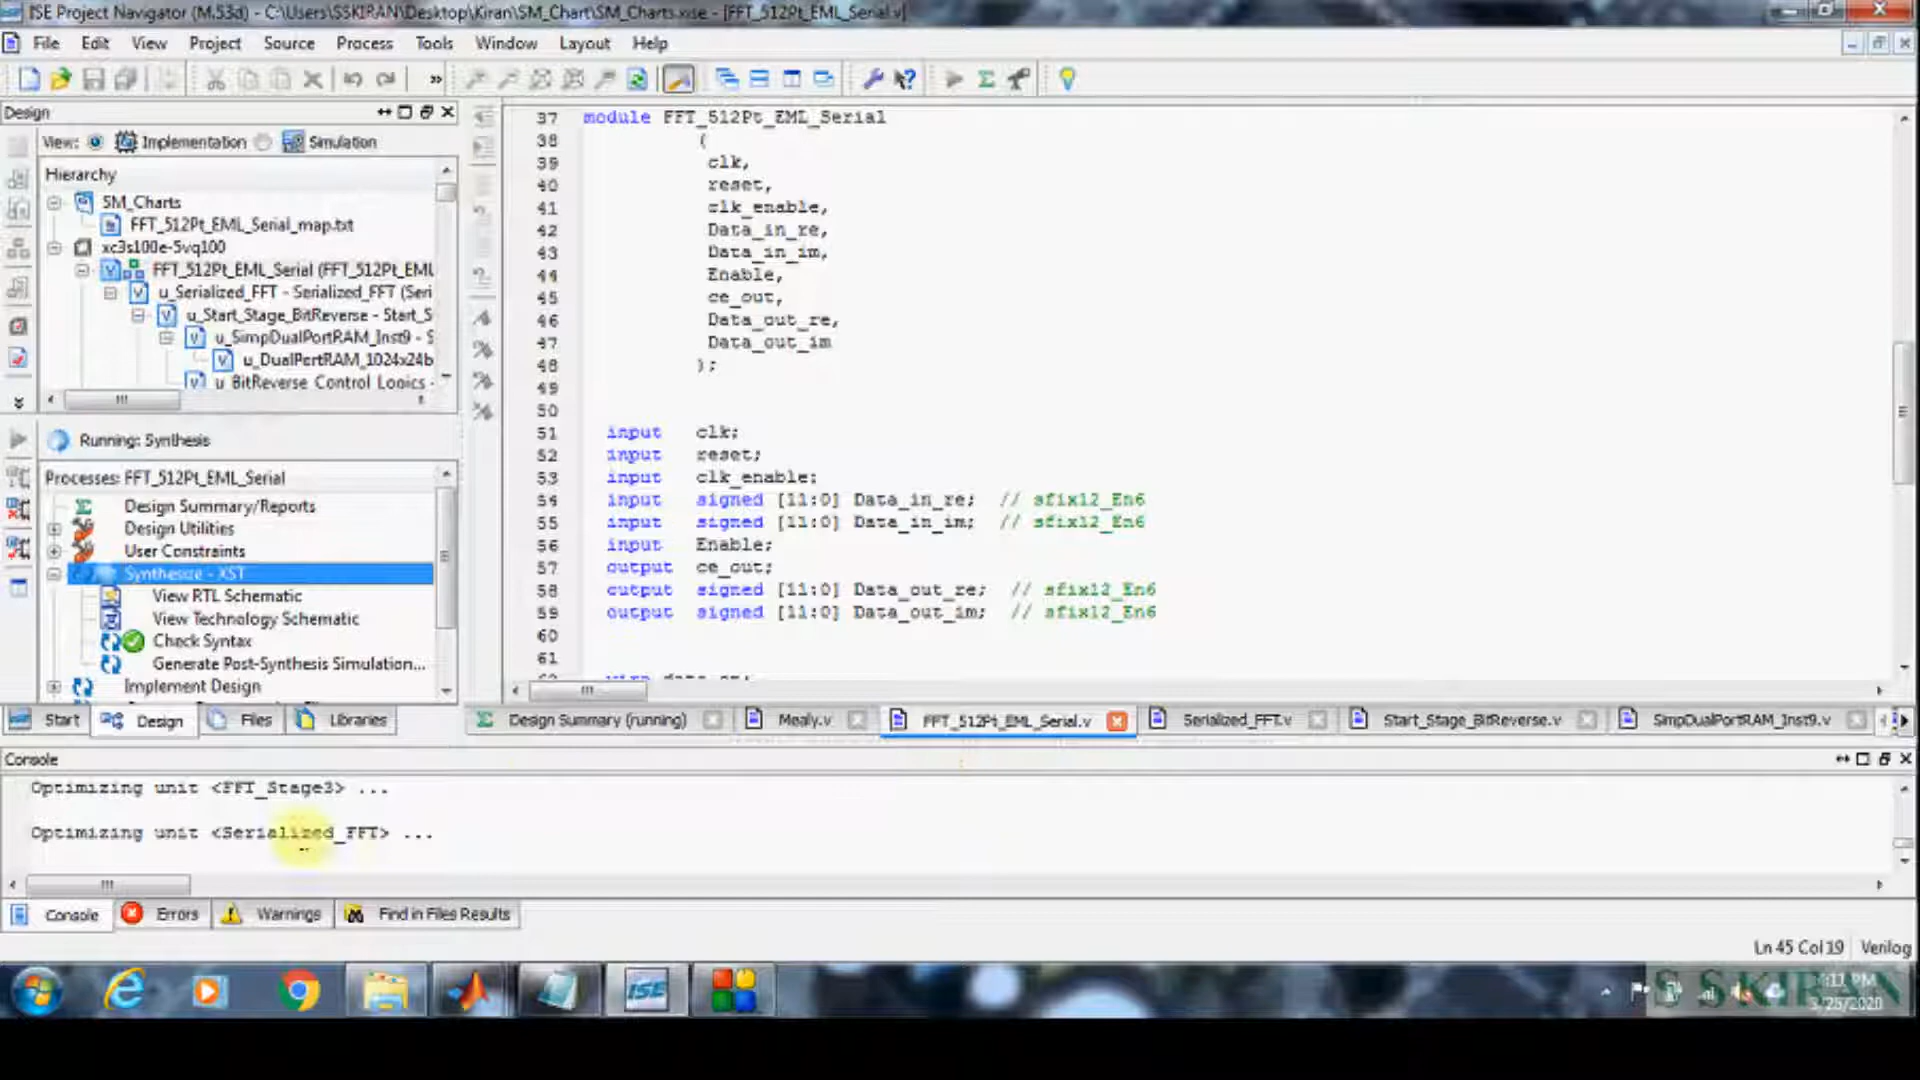 ISE Project Navigator (M.53d) - C:\Users\SSKIRAN\Desktop\Kiran\SM_Chart\SM_Charts.xise - [FFT_512Pt_EML_Serial.v]
File Edit View Project Source Process Tools Window Layout Help
Design
View: Implementation Simulation
Hierarchy
SM_Charts
FFT_512Pt_EML_Serial_map.txt
xc3s100e-5vq100
FFT_512Pt_EML_Serial (FFT_512Pt_EML
u_Serialized_FFT - Serialized_FFT (Seri
u_Start_Stage_BitReverse - Start_S
u_SimpDualPortRAM_Inst9 - S
u_DualPortRAM_1024x24b
u_BitReverse_Control_Logics -
Running: Synthesis
Processes: FFT_512Pt_EML_Serial
Design Summary/Reports
Design Utilities
User Constraints
Synthesize - XST
View RTL Schematic
View Technology Schematic
Check Syntax
Generate Post-Synthesis Simulation...
Implement Design
Start Design Files Libraries
37 module FFT_512Pt_EML_Serial
38 (
39 clk,
40 reset,
41 clk_enable,
42 Data_in_re,
43 Data_in_im,
44 Enable,
45 ce_out,
46 Data_out_re,
47 Data_out_im
48 );
49
50
51 input clk;
52 input reset;
53 input clk_enable;
54 input signed [11:0] Data_in_re; // sfix12_En6
55 input signed [11:0] Data_in_im; // sfix12_En6
56 input Enable;
57 output ce_out;
58 output signed [11:0] Data_out_re; // sfix12_En6
59 output signed [11:0] Data_out_im; // sfix12_En6
60
61
Design Summary (running) Mealy.v FFT_512Pt_EML_Serial.v Serialized_FFT.v Start_Stage_BitReverse.v SimpDualPortRAM_Inst9.v
Console
Optimizing unit <FFT_Stage3> ...
Optimizing unit <Serialized_FFT> ...
Console Errors Warnings Find in Files Results
Ln 45 Col 19 Verilog
ISE
S S KIRAN
3/25/2020